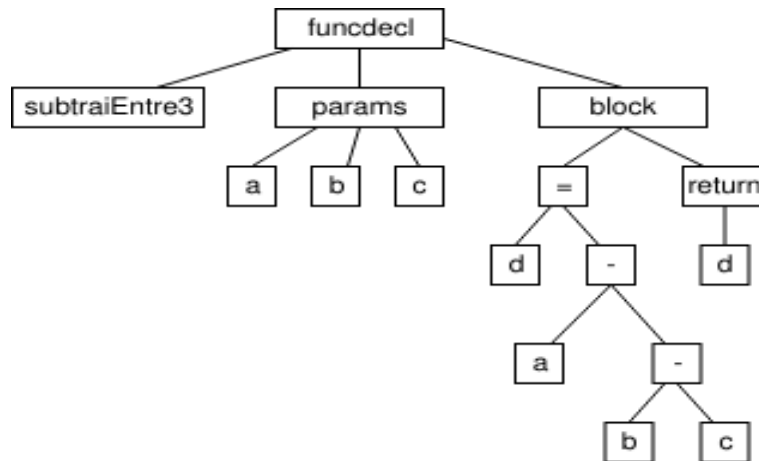 funcdecl
subtraiEntre3 params block
a b c = return
d - d
a -
b c